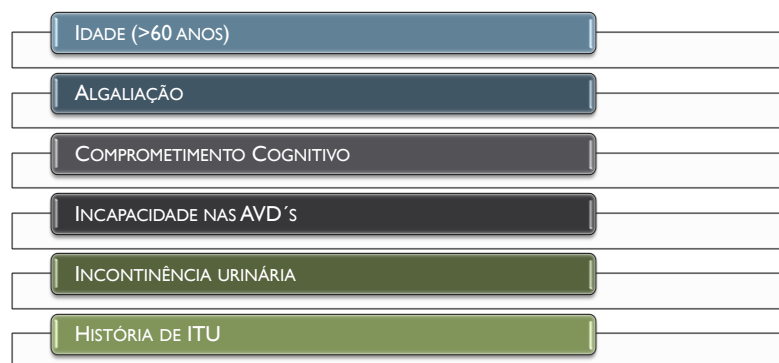 Idade (>60 anos)
Algaliação
Comprometimento Cognitivo
Incapacidade nas AVD´s
Incontinência urinária
História de ITU